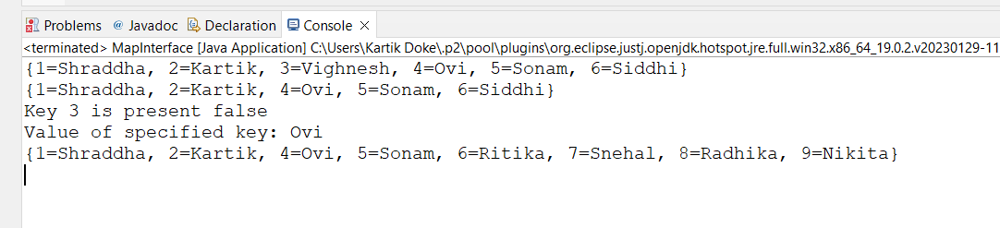 Problems @ Javadoc Declaration Console
<terminated> MapInterface [Java Application] C:\Users\Kartik Doke\.p2\pool\plugins\org.eclipse.justj.openjdk.hotspot.jre.full.win32.x86_64_19.0.2.v20230129-11
{1=Shraddha, 2=Kartik, 3=Vighnesh, 4=Ovi, 5=Sonam, 6=Siddhi}
{1=Shraddha, 2=Kartik, 4=Ovi, 5=Sonam, 6=Siddhi}
Key 3 is present false
Value of specified key: Ovi
{1=Shraddha, 2=Kartik, 4=Ovi, 5=Sonam, 6=Ritika, 7=Snehal, 8=Radhika, 9=Nikita}